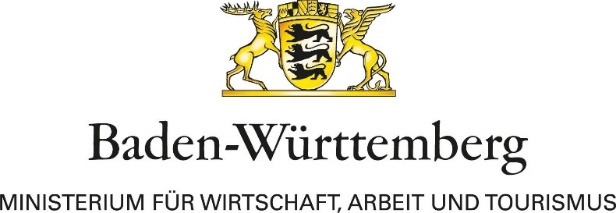 Baden-Württemberg
MINISTERIUM FÜR WIRTSCHAFT, ARBEIT UND TOURISMUS